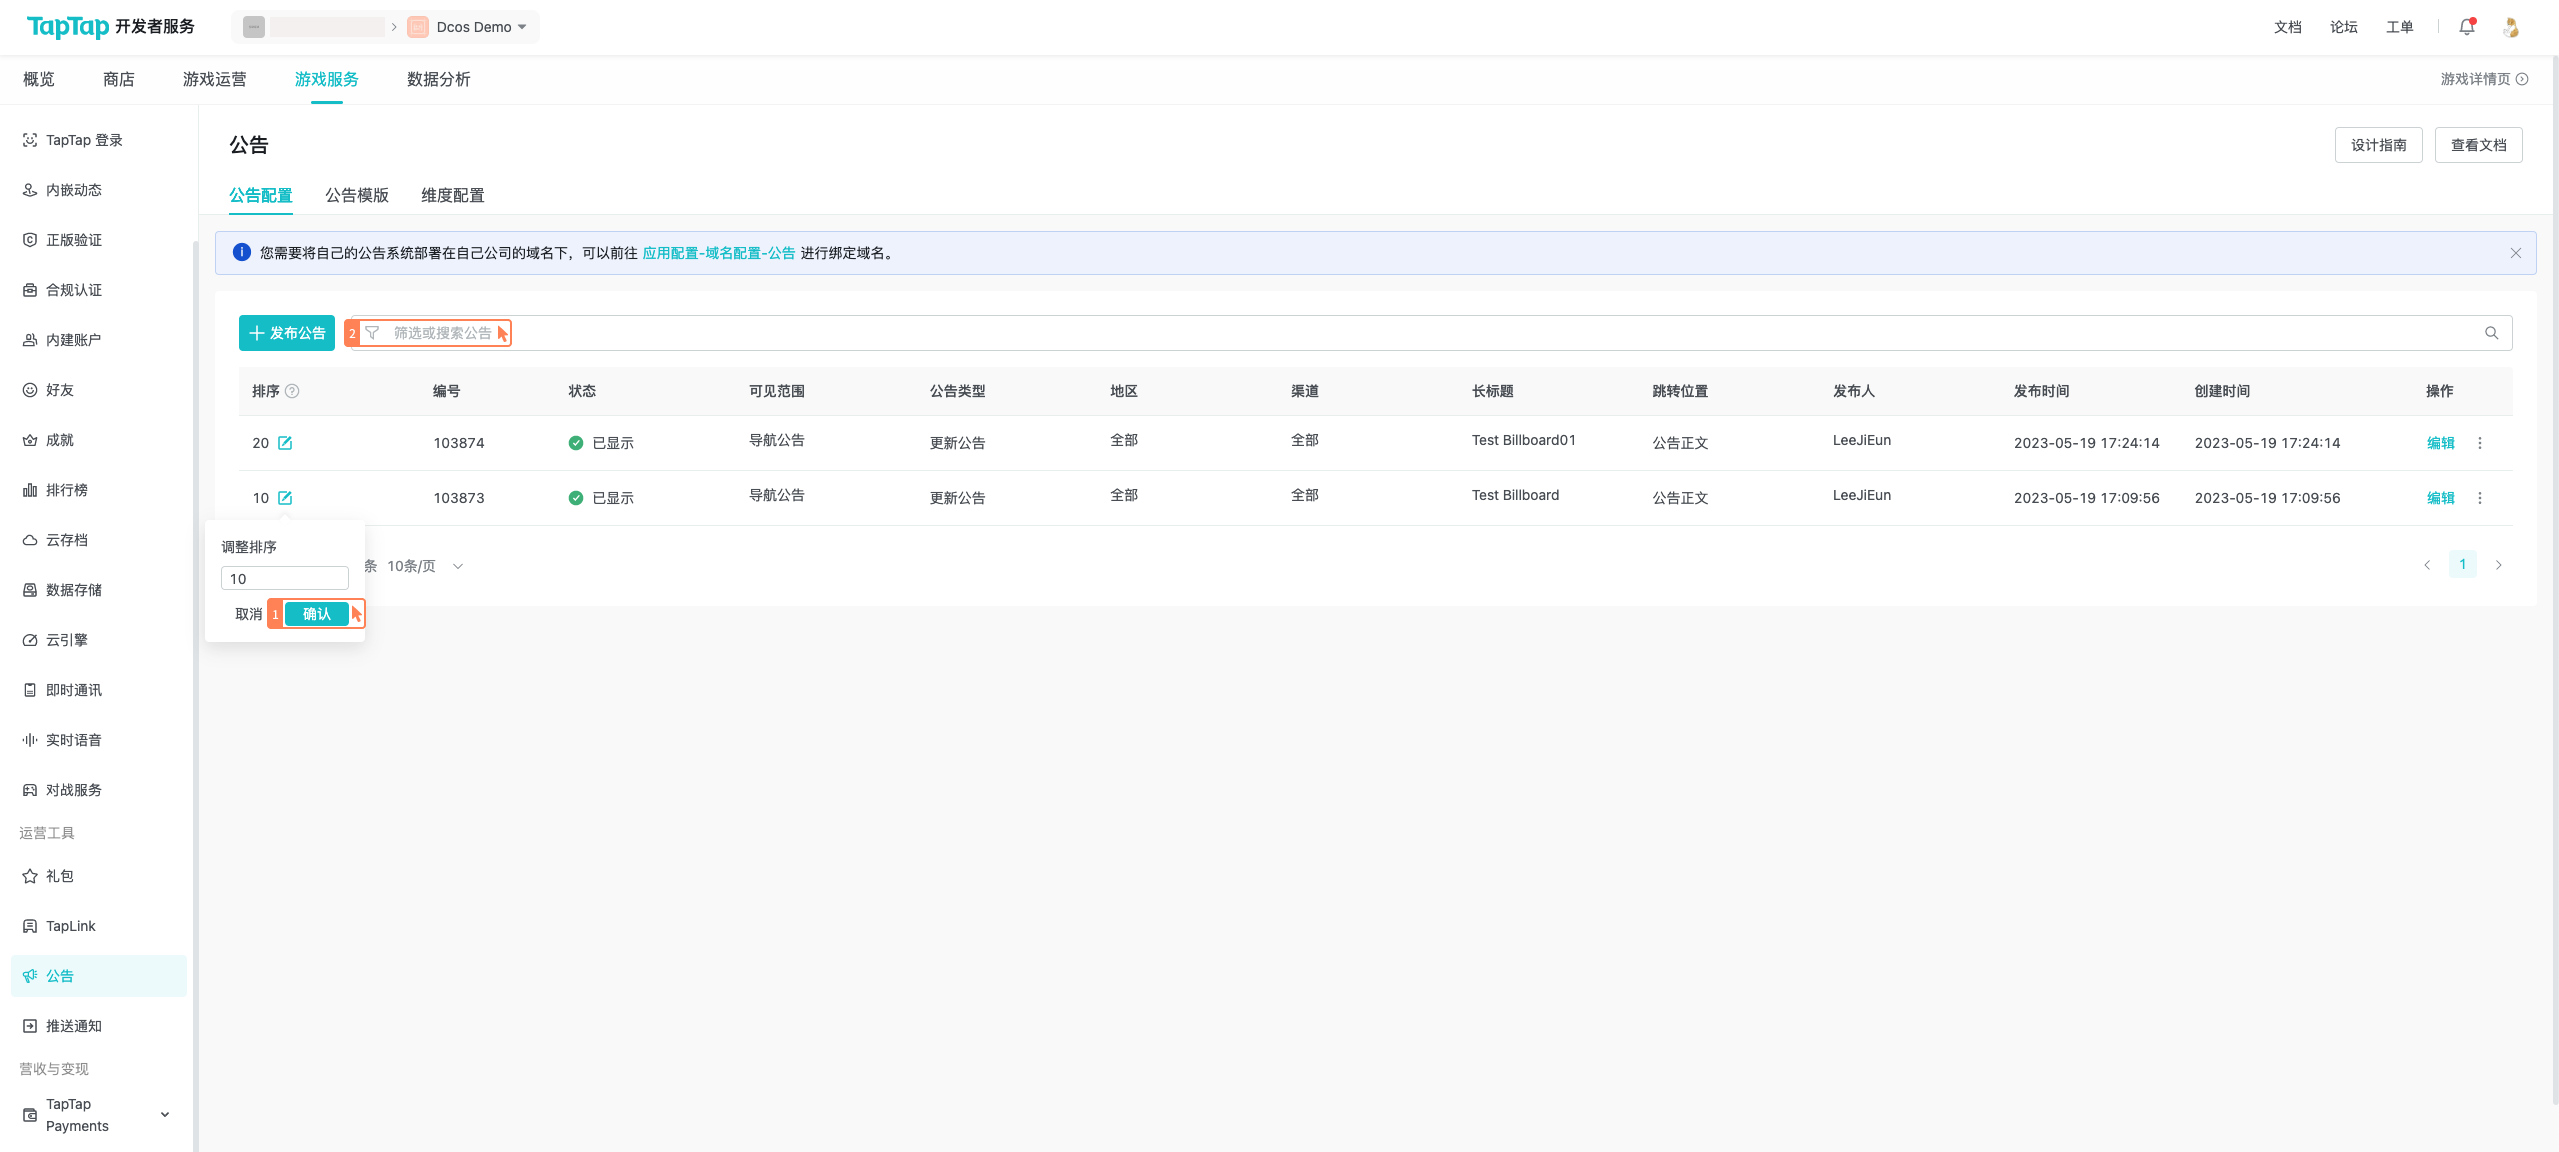 TapTap 开发者服务
Dcos Demo
文档 论坛 工单
概览 商店 游戏运营 游戏服务 数据分析
游戏详情页
TapTap 登录
内嵌动态
正版验证
合规认证
内建账户
好友
成就
排行榜
云存档
数据存储
云引擎
即时通讯
实时语音
对战服务
运营工具
礼包
TapLink
公告
推送通知
营收与变现
TapTap
Payments
公告
设计指南 查看文档
公告配置 公告模版 维度配置
您需要将自己的公告系统部署在自己公司的域名下，可以前往 应用配置-域名配置-公告 进行绑定域名。
发布公告 2 筛选或搜索公告
排序 编号 状态 可见范围 公告类型 地区 渠道 长标题 跳转位置 发布人 发布时间 创建时间 操作
20 103874 已显示 导航公告 更新公告 全部 全部 Test Billboard01 公告正文 LeeJiEun 2023-05-19 17:24:14 2023-05-19 17:24:14 编辑
10 103873 已显示 导航公告 更新公告 全部 全部 Test Billboard 公告正文 LeeJiEun 2023-05-19 17:09:56 2023-05-19 17:09:56 编辑
条 10条/页 1
调整排序
10
取消 1 确认